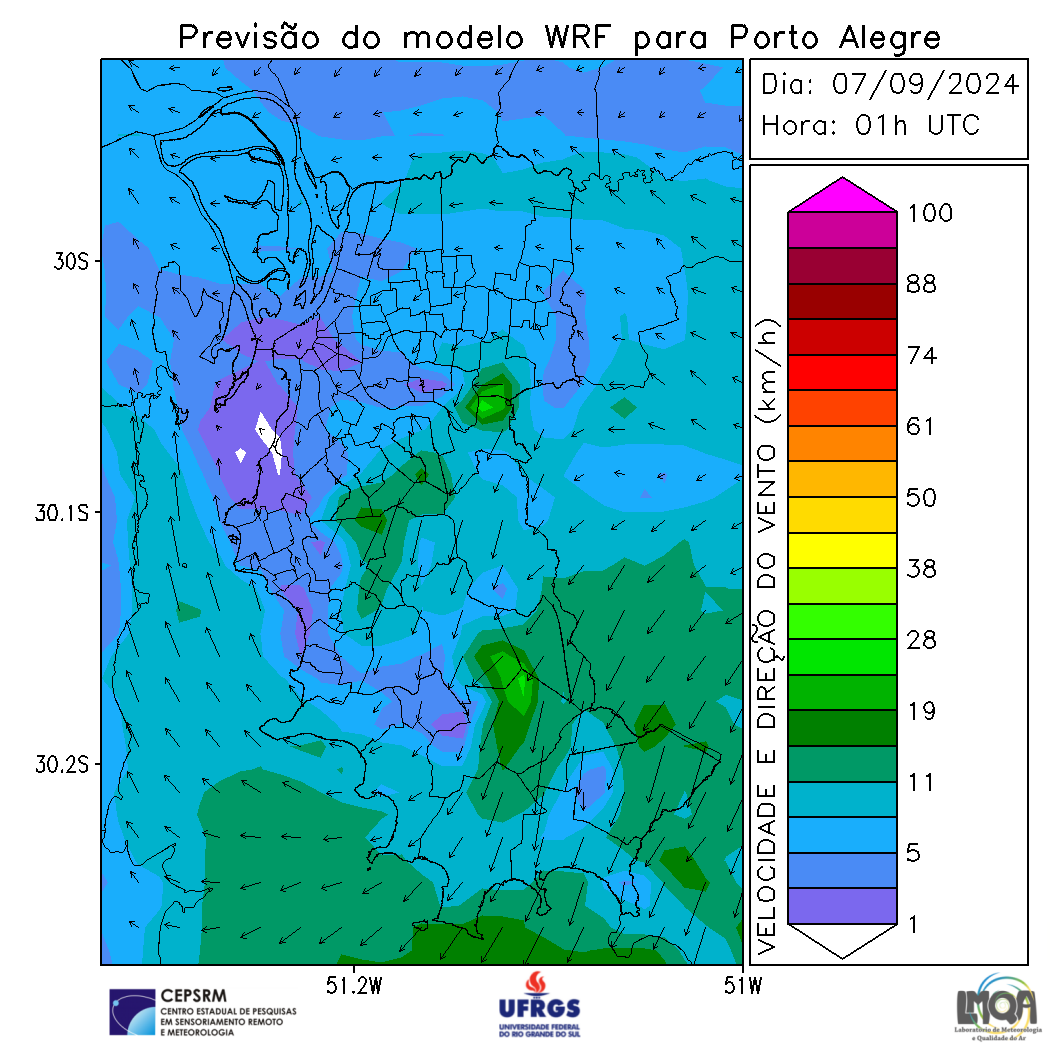 Previsão do modelo WRF para Porto Alegre
Dia: 07/09/2024
Hora: 01h UTC
30S
30.1S
30.2S
51.2W
51W
VELOCIDADE E DIREÇÃO DO VENTO (km/h)
100
88
74
61
50
38
28
19
11
5
1
CEPSRM
CENTRO ESTADUAL DE PESQUISAS
EM SENSORIAMENTO REMOTO
E METEOROLOGIA
UFRGS
UNIVERSIDADE FEDERAL
DO RIO GRANDE DO SUL
LMQA
Laboratório de Meteorologia
e Qualidade do Ar